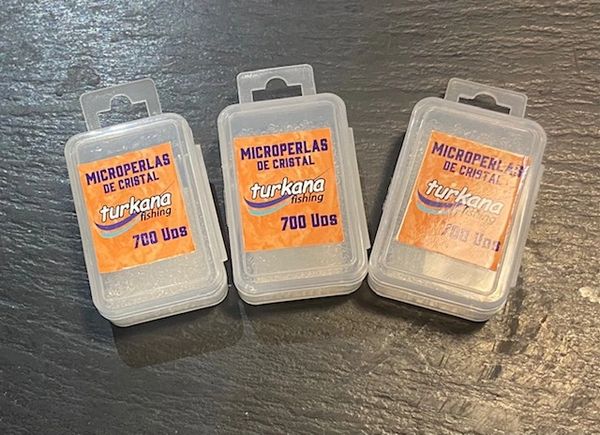 MICROPERLAS
DE CRISTAL
turkana
fishing
700 UDS
MICROPERLAS
DE CRISTAL
turkana
fishing
700 UDS
MICROPERLAS
DE CRISTAL
turkana
fishing
700 UDS